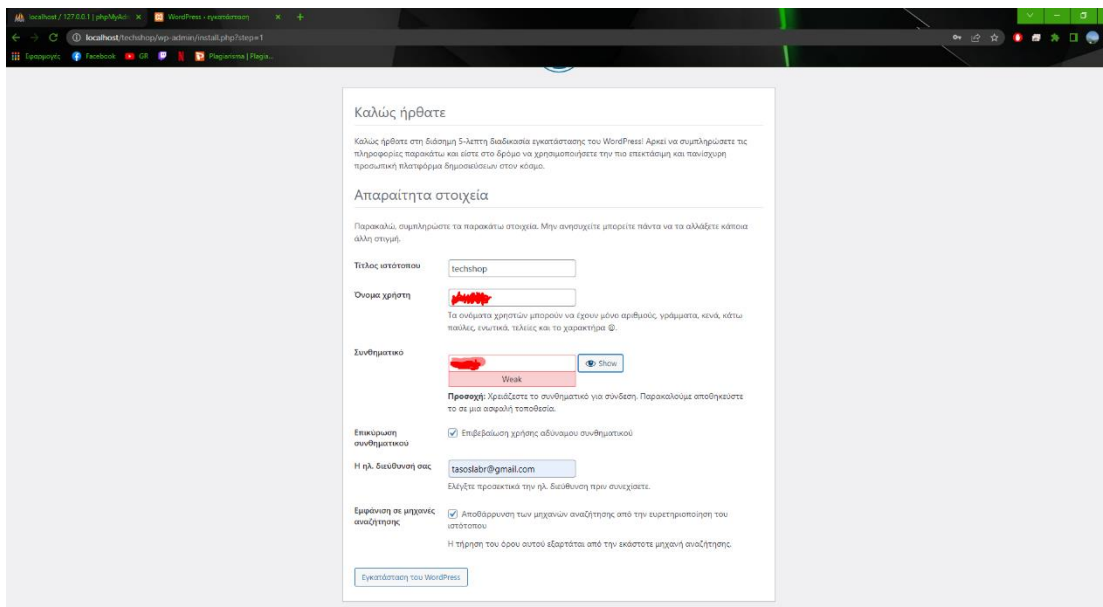 localhost / 127.0.0.1 | phpMyAd
WordPress › εγκατάσταση
localhost/techshop/wp-admin/install.php?step=1
Εφαρμογές
Facebook
GR
Plagiarisma | Plagia...
Καλώς ήρθατε
Καλώς ήρθατε στη διάσημη 5-λεπτη διαδικασία εγκατάστασης του WordPress! Αρκεί να συμπληρώσετε τις
πληροφορίες παρακάτω και είστε στο δρόμο να χρησιμοποιήσετε την πιο επεκτάσιμη και πανίσχυρη
προσωπική πλατφόρμα δημοσιεύσεων στον κόσμο.
Απαραίτητα στοιχεία
Παρακαλώ, συμπληρώστε τα παρακάτω στοιχεία. Μην ανησυχείτε μπορείτε πάντα να τα αλλάξετε κάποια
άλλη στιγμή.
Τίτλος ιστότοπου
techshop
Όνομα χρήστη
Τα ονόματα χρηστών μπορούν να έχουν μόνο αριθμούς, γράμματα, κενά, κάτω
παύλες, ενωτικά, τελείες και το χαρακτήρα @.
Συνθηματικό
Show
Weak
Προσοχή: Χρειάζεστε το συνθηματικό για σύνδεση. Παρακαλούμε αποθηκεύστε
το σε μια ασφαλή τοποθεσία.
Επικύρωση
συνθηματικού
Επιβεβαίωση χρήσης αδύναμου συνθηματικού
Η ηλ. διεύθυνσή σας
tasoslabr@gmail.com
Ελέγξτε προσεκτικά την ηλ. διεύθυνση πριν συνεχίσετε.
Εμφάνιση σε μηχανές
αναζήτησης
Αποθάρρυνση των μηχανών αναζήτησης από την ευρετηριοποίηση του
ιστότοπου
Η τήρηση του όρου αυτού εξαρτάται από την εκάστοτε μηχανή αναζήτησης.
Εγκατάσταση του WordPress